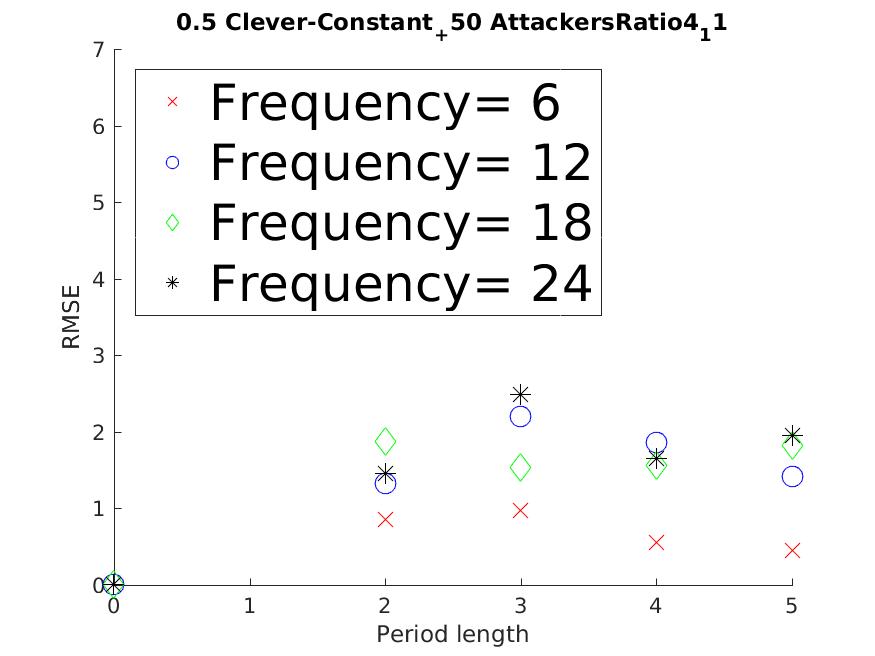 0.5 Clever-Constant₊50 AttackersRatio4₁1
7
6
5
4
3
2
1
0
RMSE
Frequency= 6
Frequency= 12
Frequency= 18
Frequency= 24
0 1 2 3 4 5
Period length